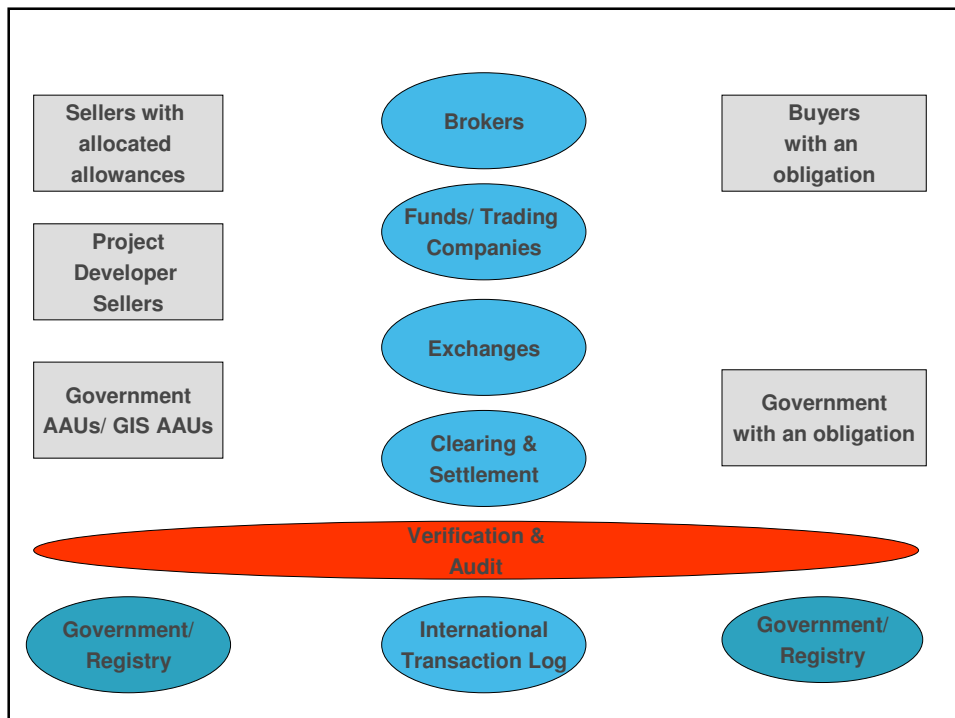 Sellers with
allocated
allowances
Brokers
Buyers
with an
obligation
Funds/ Trading
Companies
Project
Developer
Sellers
Exchanges
Government
AAUs/ GIS AAUs
Government
with an obligation
Clearing &
Settlement
Verification &
Audit
Government/
Registry
International
Transaction Log
Government/
Registry